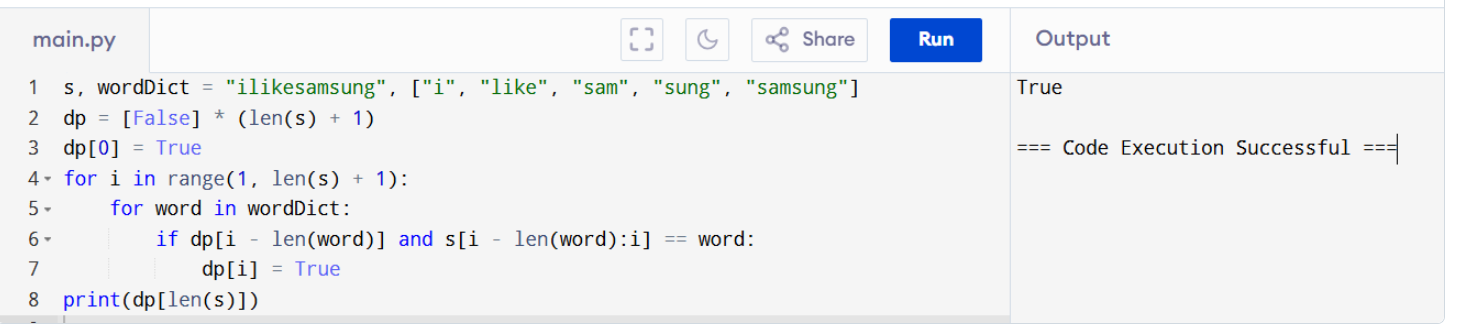 main.py
Share
Run
Output
1 s, wordDict = "ilikesamsung", ["i", "like", "sam", "sung", "samsung"]
2 dp = [False] * (len(s) + 1)
3 dp[0] = True
4 for i in range(1, len(s) + 1):
5     for word in wordDict:
6         if dp[i - len(word)] and s[i - len(word):i] == word:
7             dp[i] = True
8 print(dp[len(s)])
True
=== Code Execution Successful ===